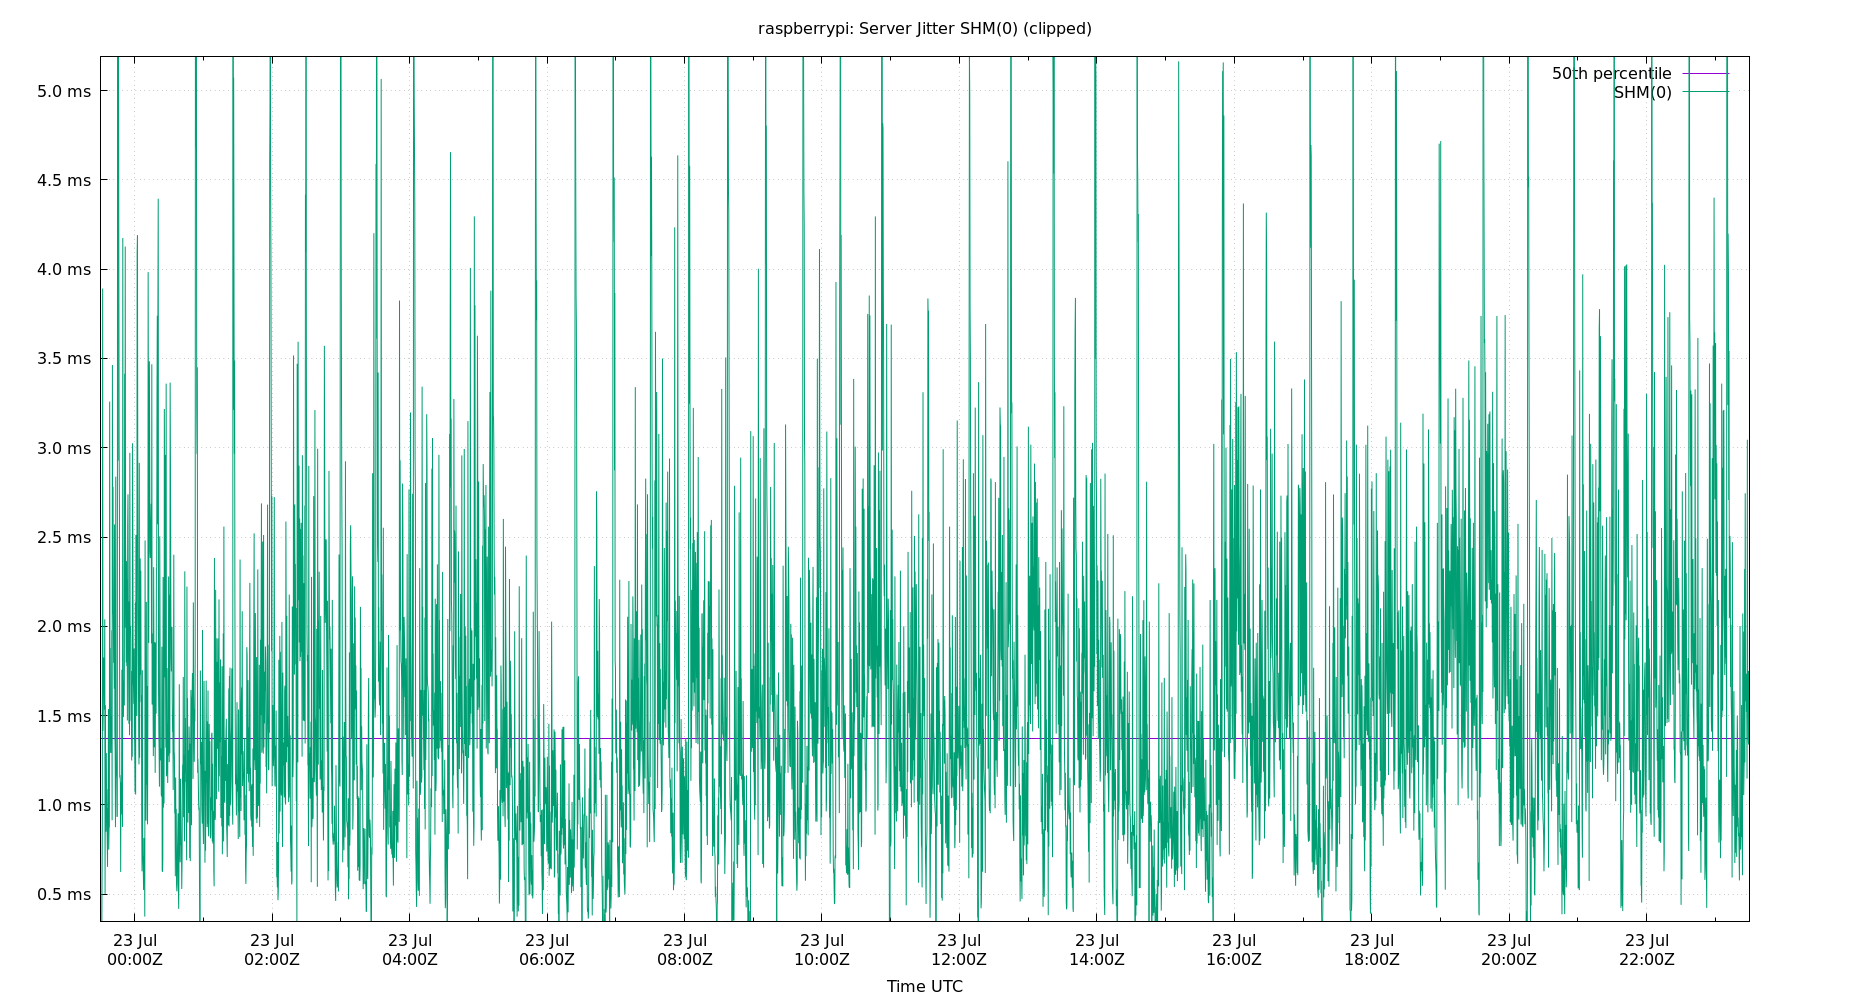 raspberrypi: Server Jitter SHM(0) (clipped)
50th percentile
SHM(0)
5.0 ms
4.5 ms
4.0 ms
3.5 ms
3.0 ms
2.5 ms
2.0 ms
1.5 ms
1.0 ms
0.5 ms
23 Jul 23 Jul 23 Jul 23 Jul 23 Jul 23 Jul 23 Jul 23 Jul 23 Jul 23 Jul 23 Jul 23 Jul
00:00Z 02:00Z 04:00Z 06:00Z 08:00Z 10:00Z 12:00Z 14:00Z 16:00Z 18:00Z 20:00Z 22:00Z
Time UTC